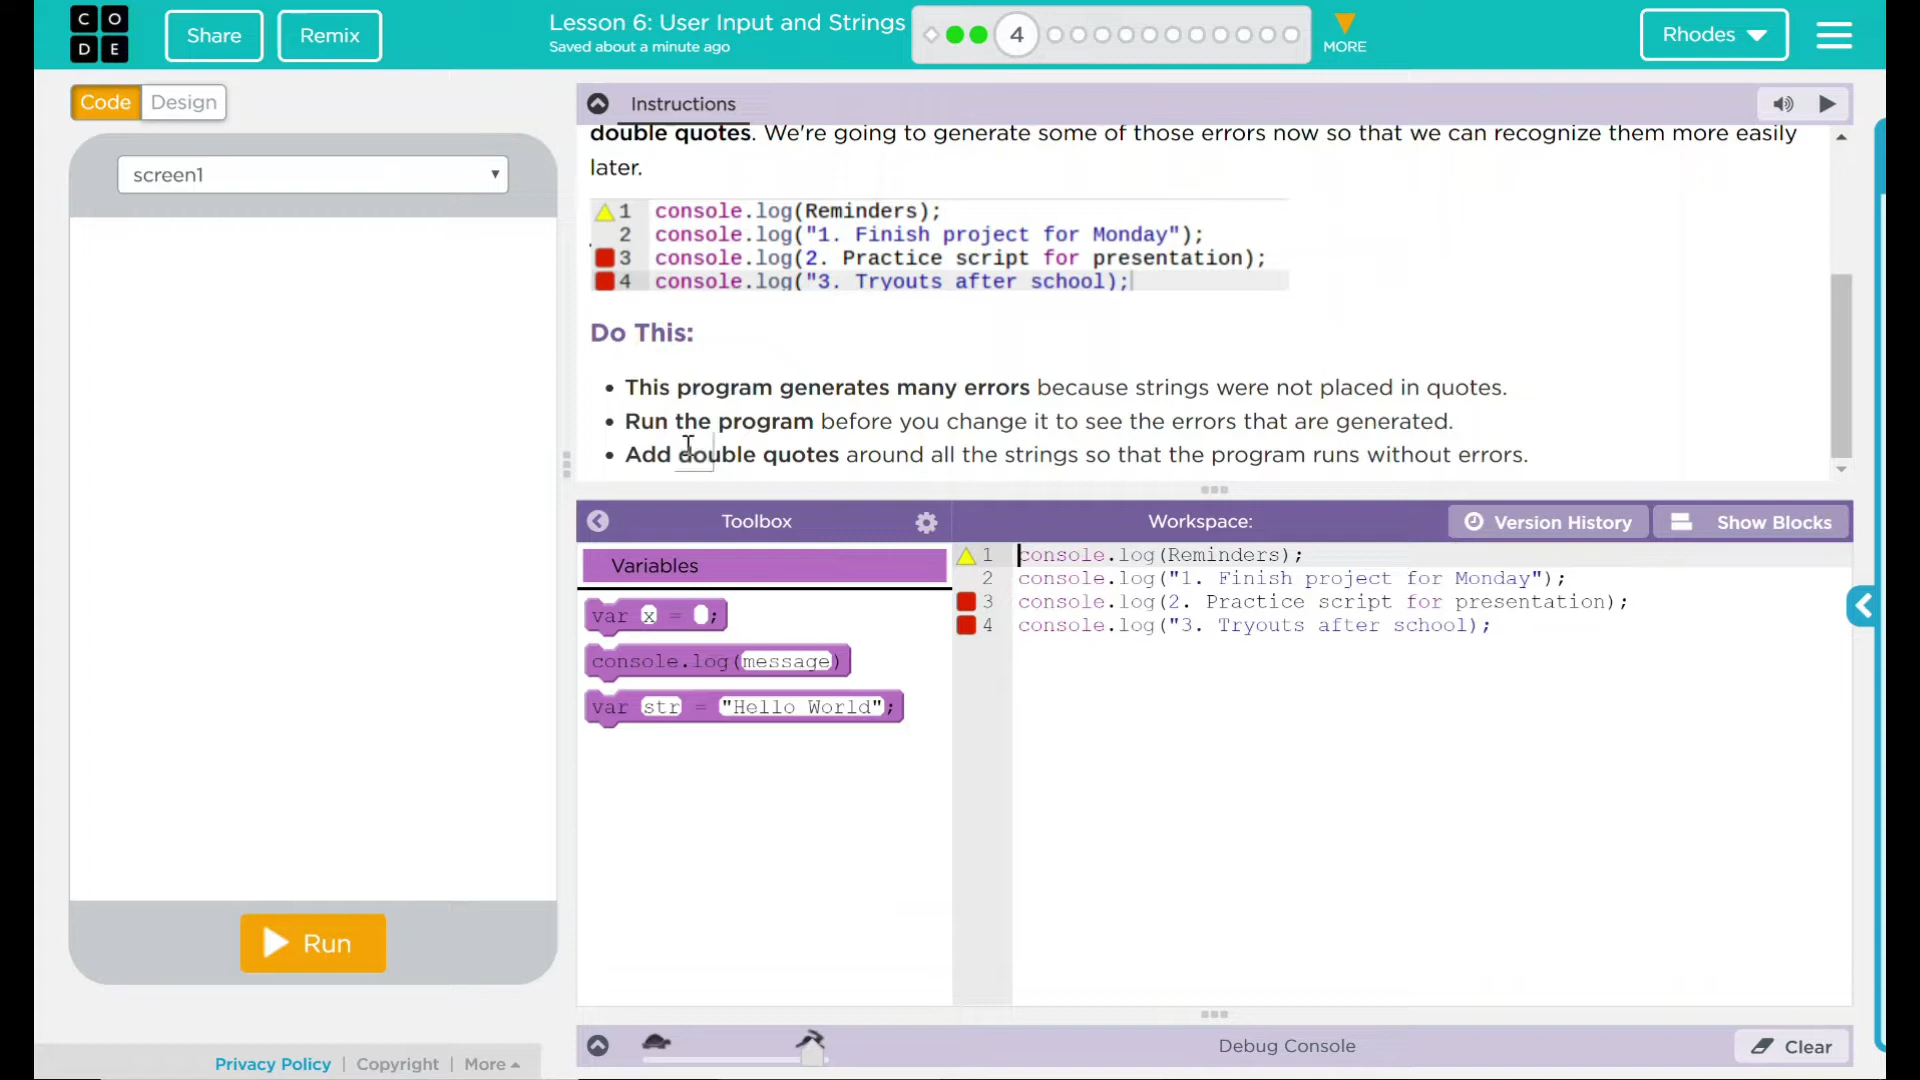 C O
D E
Share
Remix
Lesson 6: User Input and Strings
Saved about a minute ago
4
MORE
Rhodes
Code
Design
screen1
Instructions
double quotes. We're going to generate some of those errors now so that we can recognize them more easily
later.
1 console.log(Reminders);
2 console.log("1. Finish project for Monday");
3 console.log(2. Practice script for presentation);
4 console.log("3. Tryouts after school);
Do This:
• This program generates many errors because strings were not placed in quotes.
• Run the program before you change it to see the errors that are generated.
• Add double quotes around all the strings so that the program runs without errors.
Toolbox
Workspace:
Version History
Show Blocks
Variables
var x = ;
console.log(message)
var str = "Hello World";
1 console.log(Reminders);
2 console.log("1. Finish project for Monday");
3 console.log(2. Practice script for presentation);
4 console.log("3. Tryouts after school);
Run
Debug Console
Clear
Privacy Policy | Copyright | More